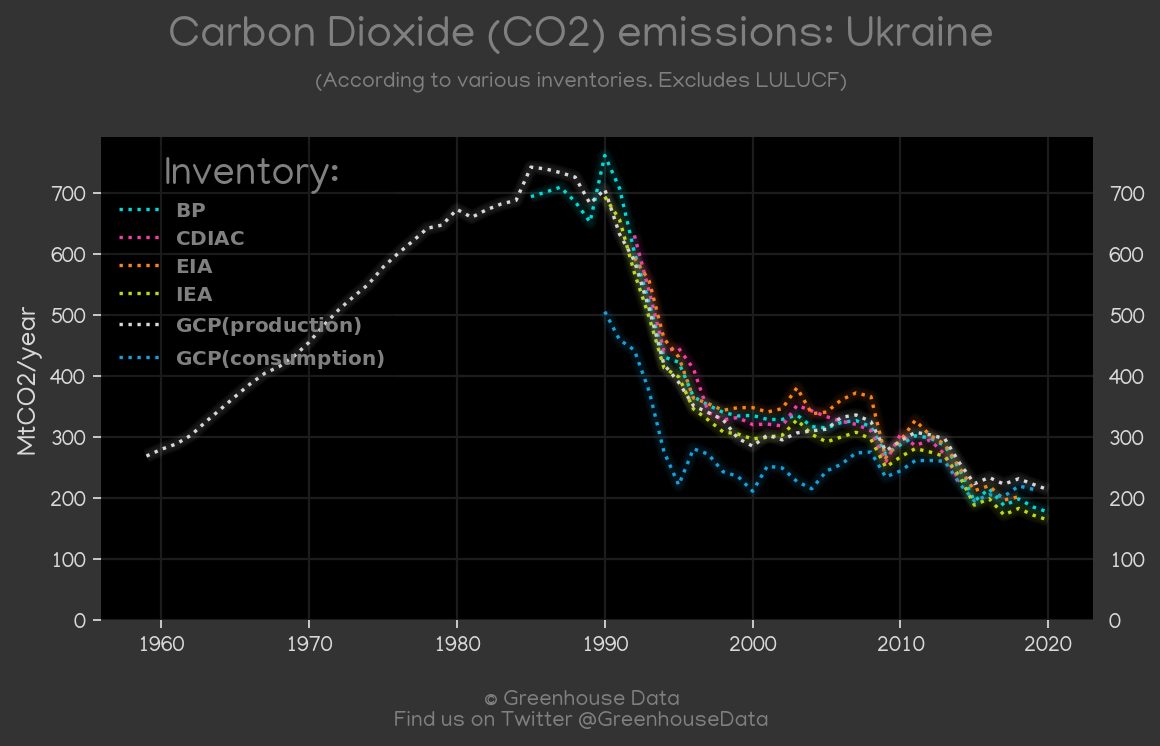 Carbon Dioxide (CO2) emissions: Ukraine
(According to various inventories. Excludes LULUCF)
Inventory:
BP
CDIAC
EIA
IEA
GCP(production)
GCP(consumption)
MtCO2/year
700
600
500
400
300
200
100
0
700
600
500
400
300
200
100
0
1960 1970 1980 1990 2000 2010 2020
© Greenhouse Data
Find us on Twitter @GreenhouseData